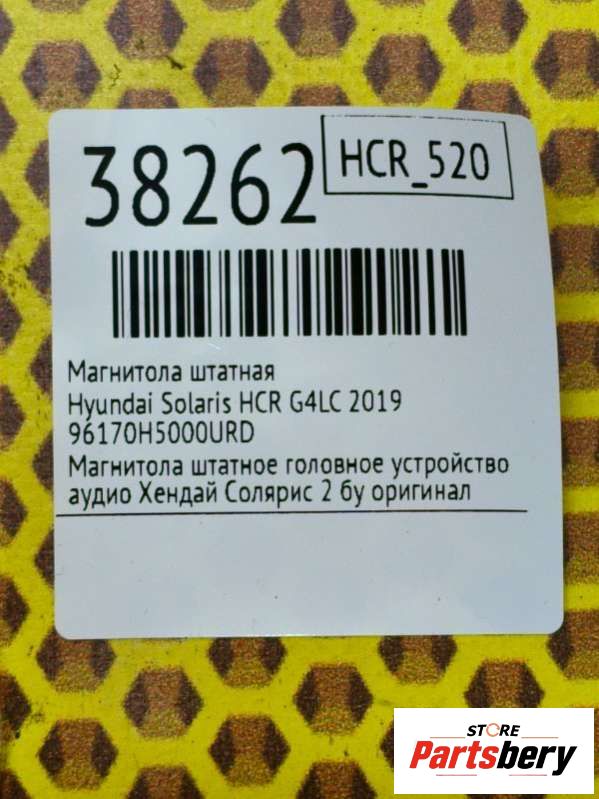 38262
HCR_520
Магнитола штатная
Hyundai Solaris HCR G4LC 2019
96170H5000URD
Магнитола штатное головное устройство
аудио Хендай Солярис 2 бу оригинал
STORE
Partsbery